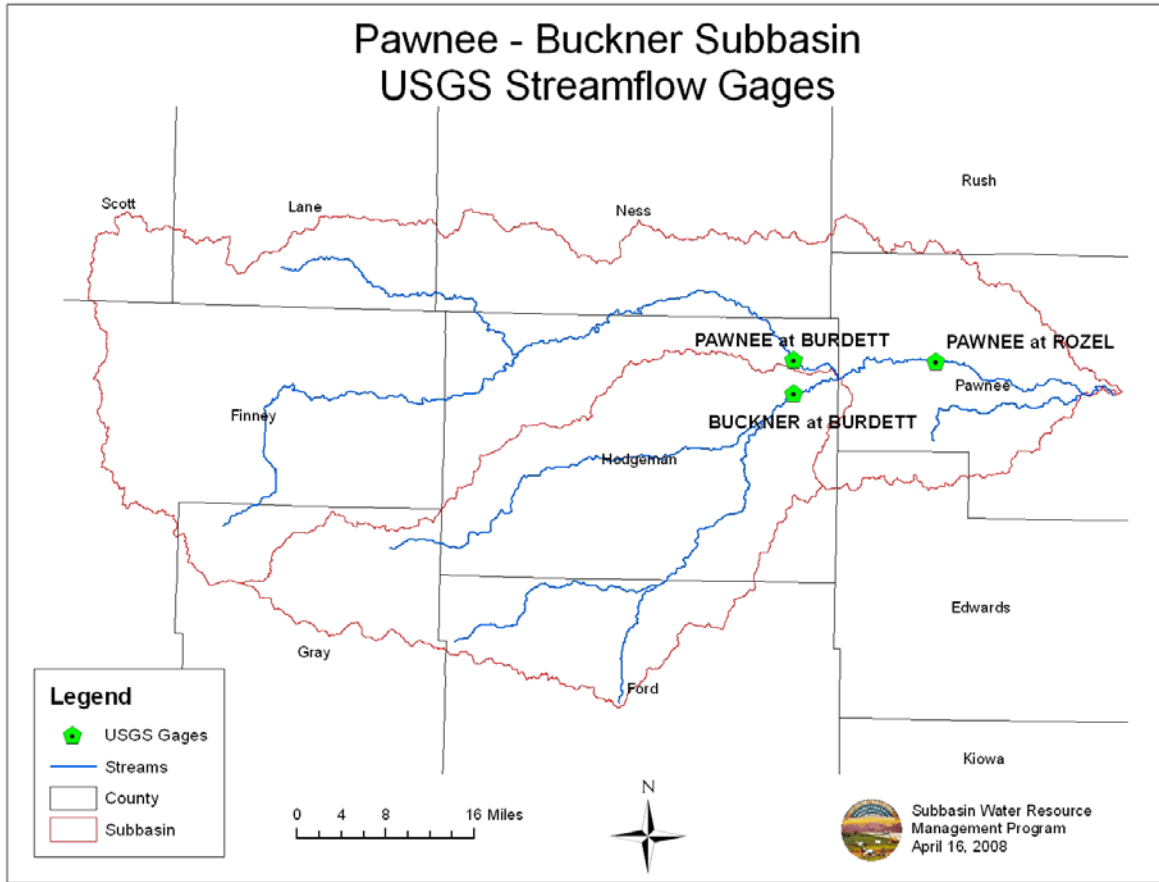 Pawnee - Buckner Subbasin
USGS Streamflow Gages
Rush
Scott
Lane
Ness
PAWNEE at BURDETT
PAWNEE at ROZEL
Pawnee
Finney
BUCKNER at BURDETT
Hodgeman
Edwards
Gray
Ford
Kiowa
Legend
USGS Gages
Streams
County
Subbasin
0 4 8 16 Miles
N
Subbasin Water Resource
Management Program
April 16, 2008